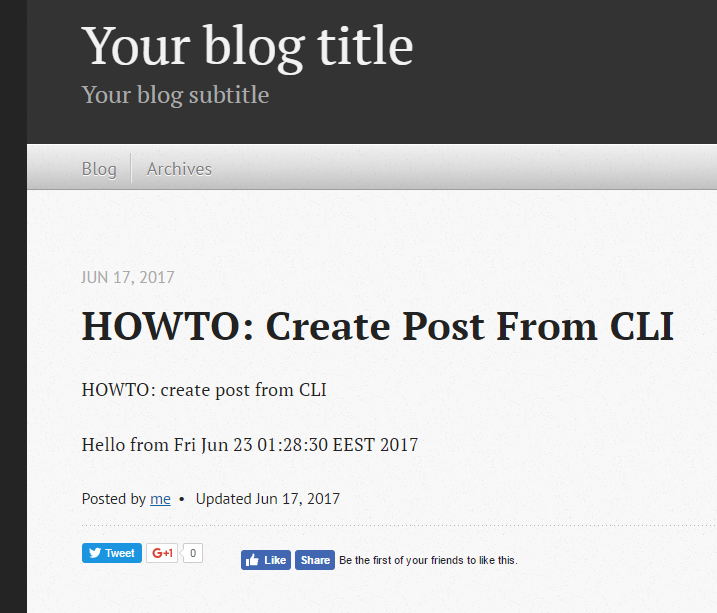 Your blog title
Your blog subtitle
Blog Archives
JUN 17, 2017
HOWTO: Create Post From CLI
HOWTO: create post from CLI
Hello from Fri Jun 23 01:28:30 EEST 2017
Posted by me • Updated Jun 17, 2017
Tweet G+1 0 Like Share Be the first of your friends to like this.